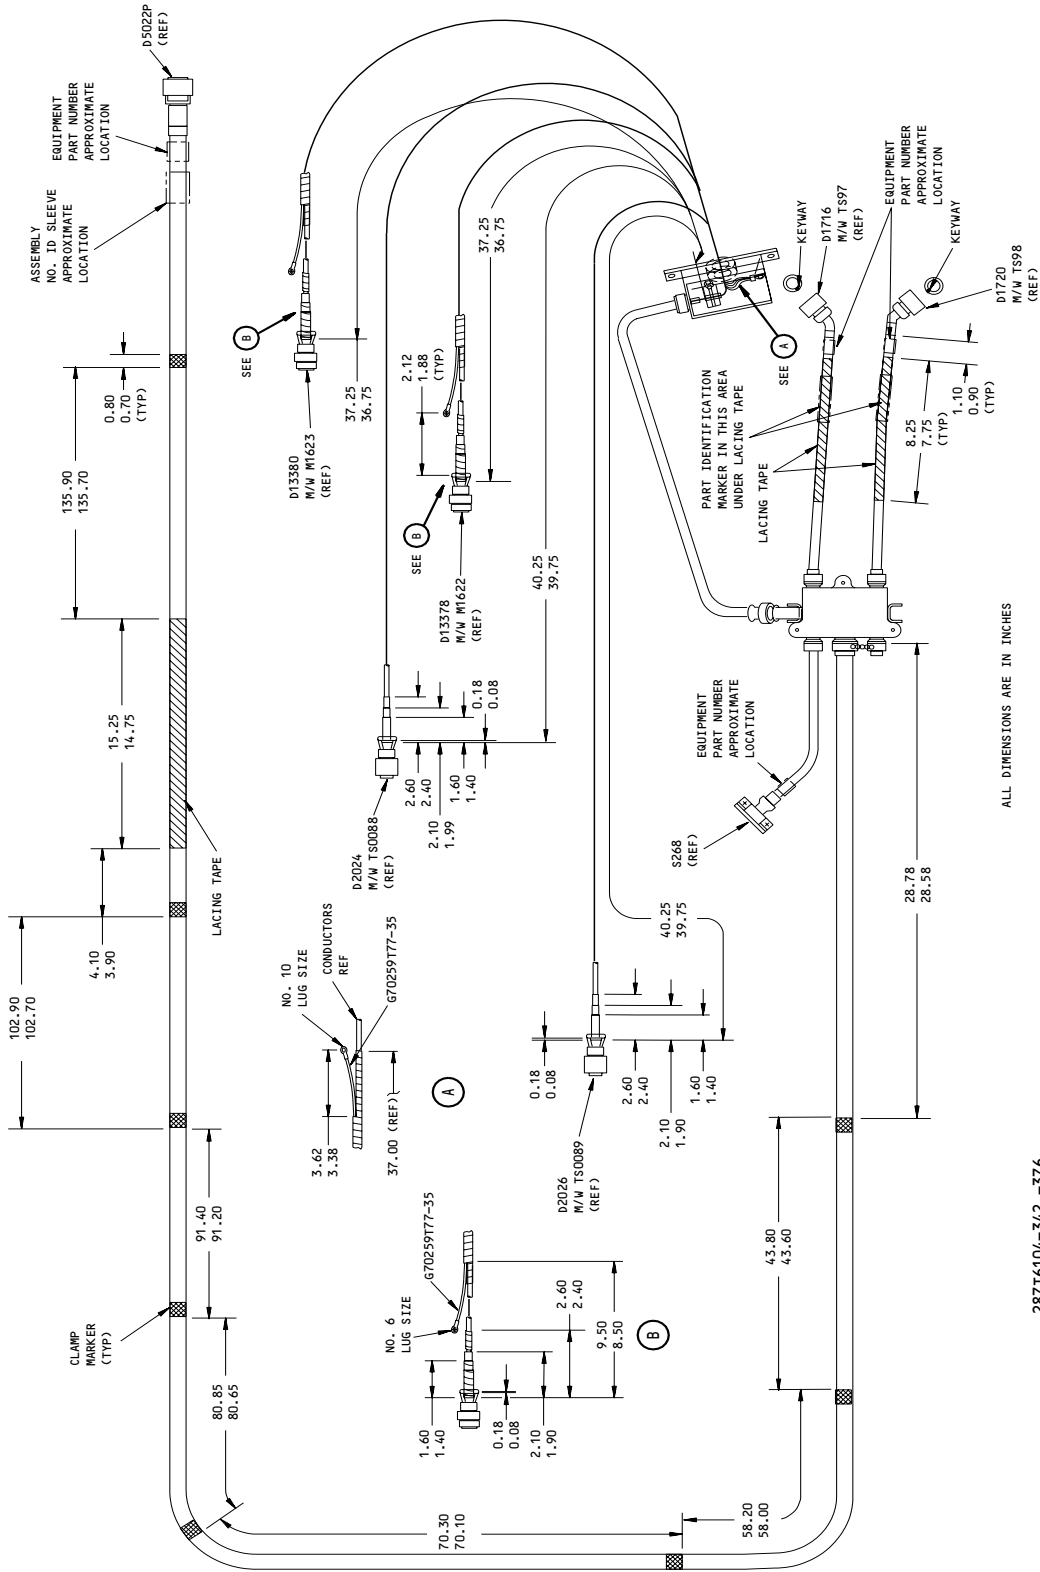 D5022P
(REF)
EQUIPMENT
PART NUMBER
APPROXIMATE
LOCATION
ASSEMBLY
NO. ID SLEEVE
APPROXIMATE
LOCATION
0.80
0.70
(TYP)
135.90
135.70
15.25
14.75
LACING TAPE
4.10
3.90
102.90
102.70
91.40
91.20
CLAMP
MARKER
(TYP)
80.85
80.65
70.30
70.10
58.20
58.00
43.80
43.60
28.78
28.58
SEE
B
D13380
M/W M1623
(REF)
37.25
36.75
2.12
1.88
(TYP)
SEE
B
D13378
M/W M1622
(REF)
37.25
36.75
40.25
39.75
D2024
M/W TS0088
(REF)
2.60
2.40
2.10
1.99
1.60
1.40
0.18
0.08
NO. 10
LUG SIZE
CONDUCTORS
REF
G70259T77-35
3.62
3.38
37.00 (REF)
A
D2026
M/W TS0089
(REF)
0.18
0.08
2.60
2.40
2.10
1.90
1.60
1.40
40.25
39.75
G70259T77-35
NO. 6
LUG SIZE
1.60
1.40
0.18
0.08
2.10
1.90
2.60
2.40
9.50
8.50
B
SEE
A
KEYWAY
D1716
M/W TS97
(REF)
EQUIPMENT
PART NUMBER
APPROXIMATE
LOCATION
KEYWAY
D1720
M/W TS98
(REF)
PART IDENTIFICATION
MARKER IN THIS AREA
UNDER LACING TAPE
LACING TAPE
1.10
0.90
(TYP)
8.25
7.75
(TYP)
EQUIPMENT
PART NUMBER
APPROXIMATE
LOCATION
S268
(REF)
ALL DIMENSIONS ARE IN INCHES
287T6104-342,-376